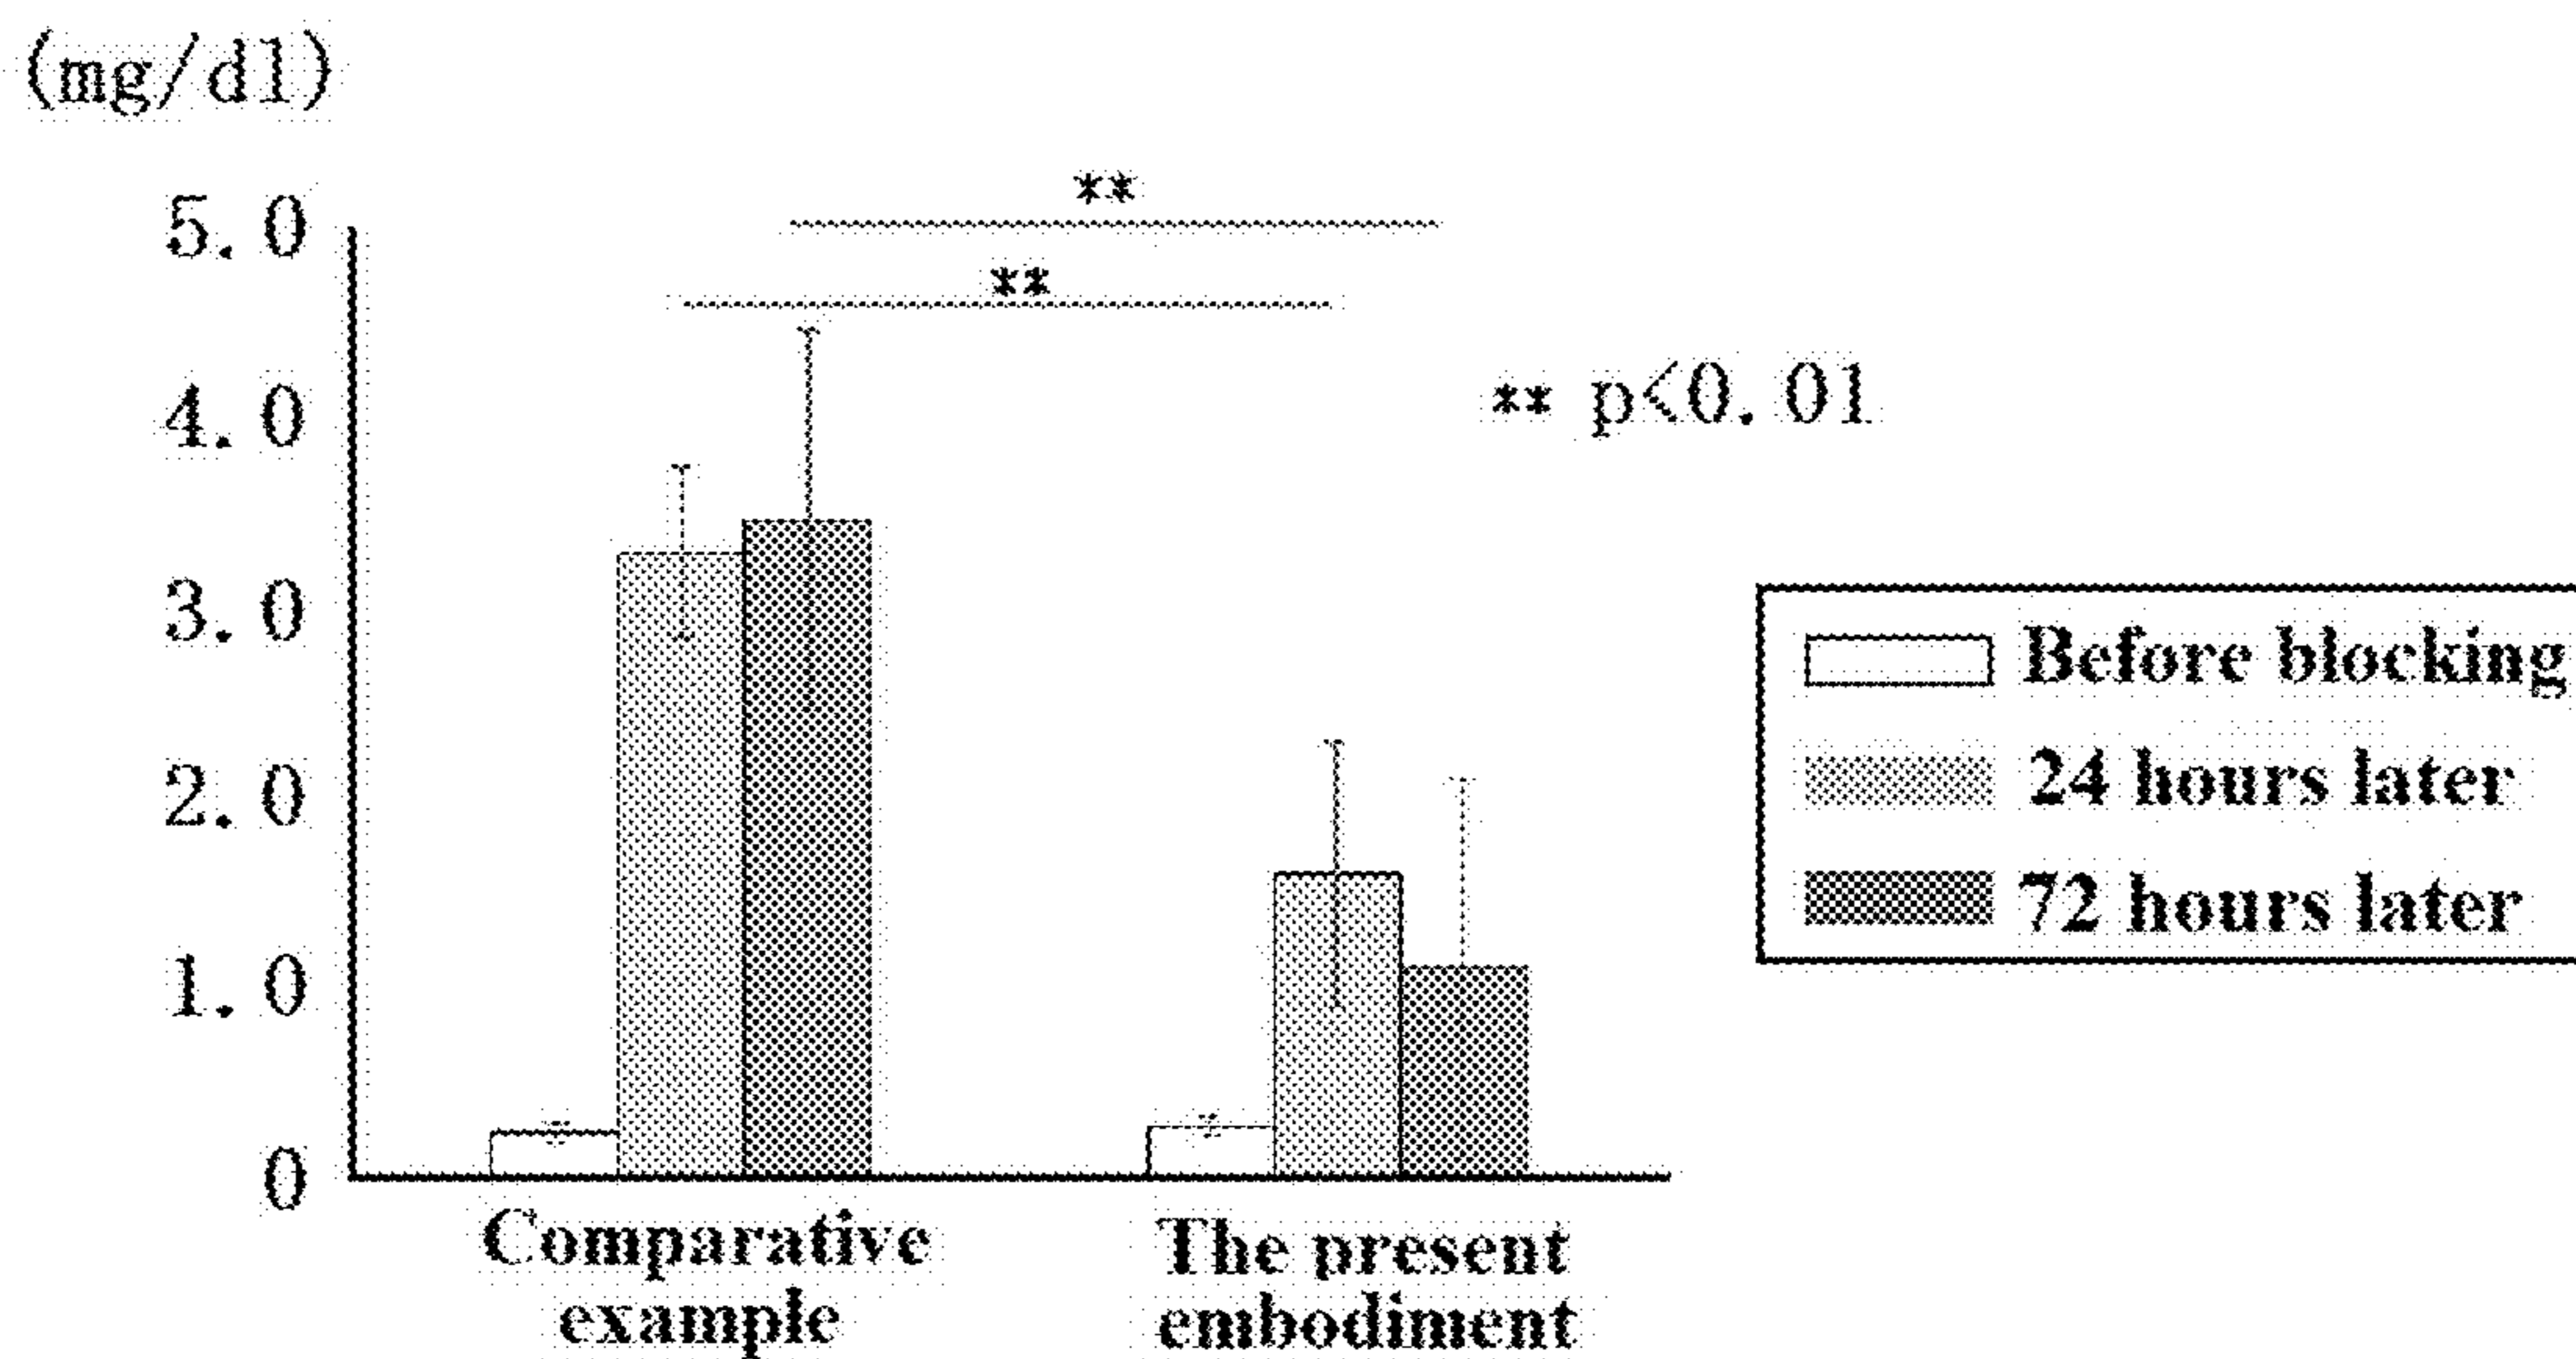 (mg/dl)
5.0
4.0
3.0
2.0
1.0
0
**
**
** p<0.01
Before blocking
24 hours later
72 hours later
Comparative
example
The present
embodiment